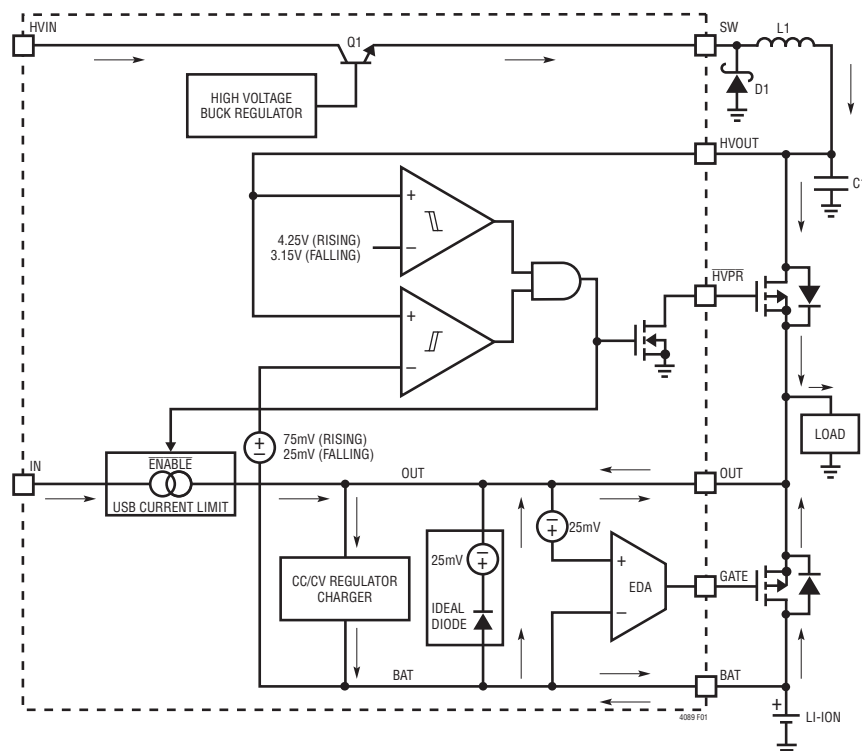 HVIN
Q1
SW
L1
HIGH VOLTAGE
BUCK REGULATOR
D1
HVOUT
C1
+
4.25V (RISING)
3.15V (FALLING)
–
HVPR
+
–
75mV (RISING)
25mV (FALLING)
+
–
LOAD
IN
ENABLE
USB CURRENT LIMIT
OUT
OUT
–
+
25mV
25mV
–
+
+
EDA
–
GATE
CC/CV REGULATOR
CHARGER
IDEAL
DIODE
BAT
BAT
4089 F01
+
LI-ION